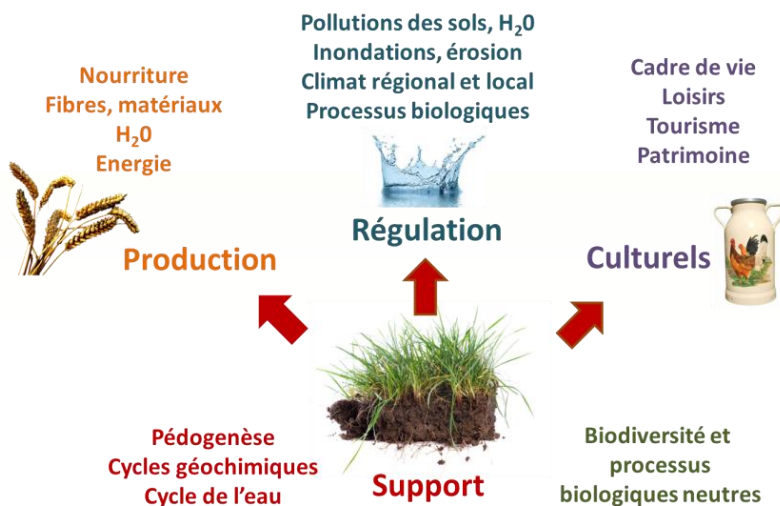 Pollutions des sols, H₂0
Inondations, érosion
Climat régional et local
Processus biologiques
Nourriture
Fibres, matériaux
H₂0
Energie
Cadre de vie
Loisirs
Tourisme
Patrimoine
Régulation
Production
Culturels
Pédogenèse
Cycles géochimiques
Cycle de l'eau
Support
Biodiversité et
processus
biologiques neutres